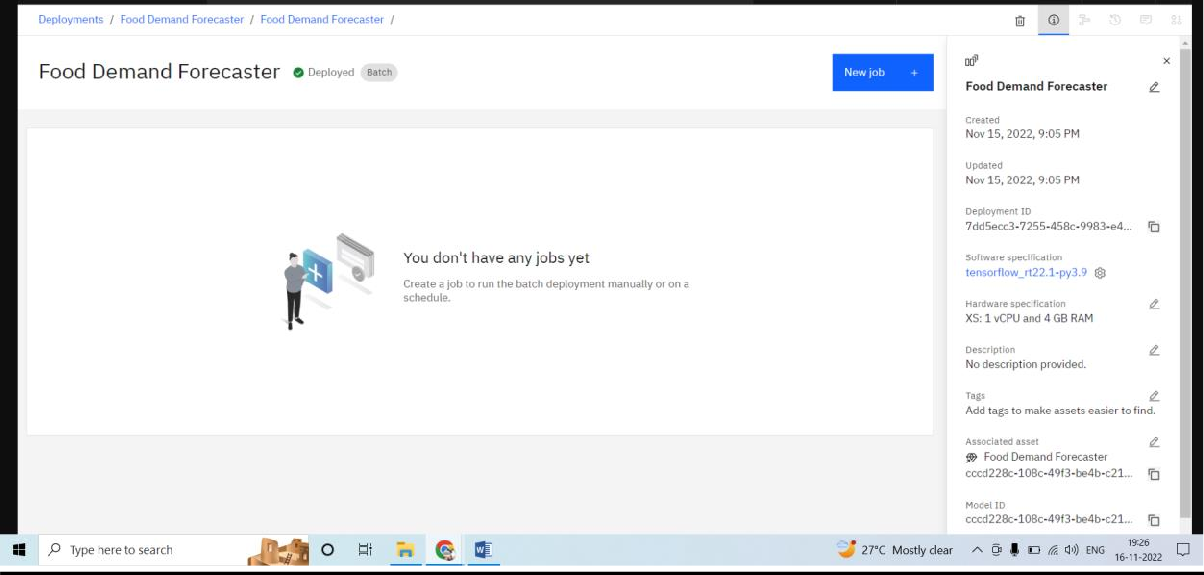 Deployments / Food Demand Forecaster / Food Demand Forecaster /
Food Demand Forecaster Deployed Batch
New job +
You don't have any jobs yet
Create a job to run the batch deployment manually or on a
schedule.
Food Demand Forecaster
Created
Nov 15, 2022, 9:05 PM
Updated
Nov 15, 2022, 9:05 PM
Deployment ID
7dd5ecc3-7255-458c-9983-e4...
Software specification
tensorflow_rt22.1-py3.9
Hardware specification
XS: 1 vCPU and 4 GB RAM
Description
No description provided.
Tags
Add tags to make assets easier to find.
Associated asset
Food Demand Forecaster
cccd228c-108c-49f3-be4b-c21...
Model ID
cccd228c-108c-49f3-be4b-c21...
Type here to search
27°C Mostly clear
ENG
19:26
16-11-2022